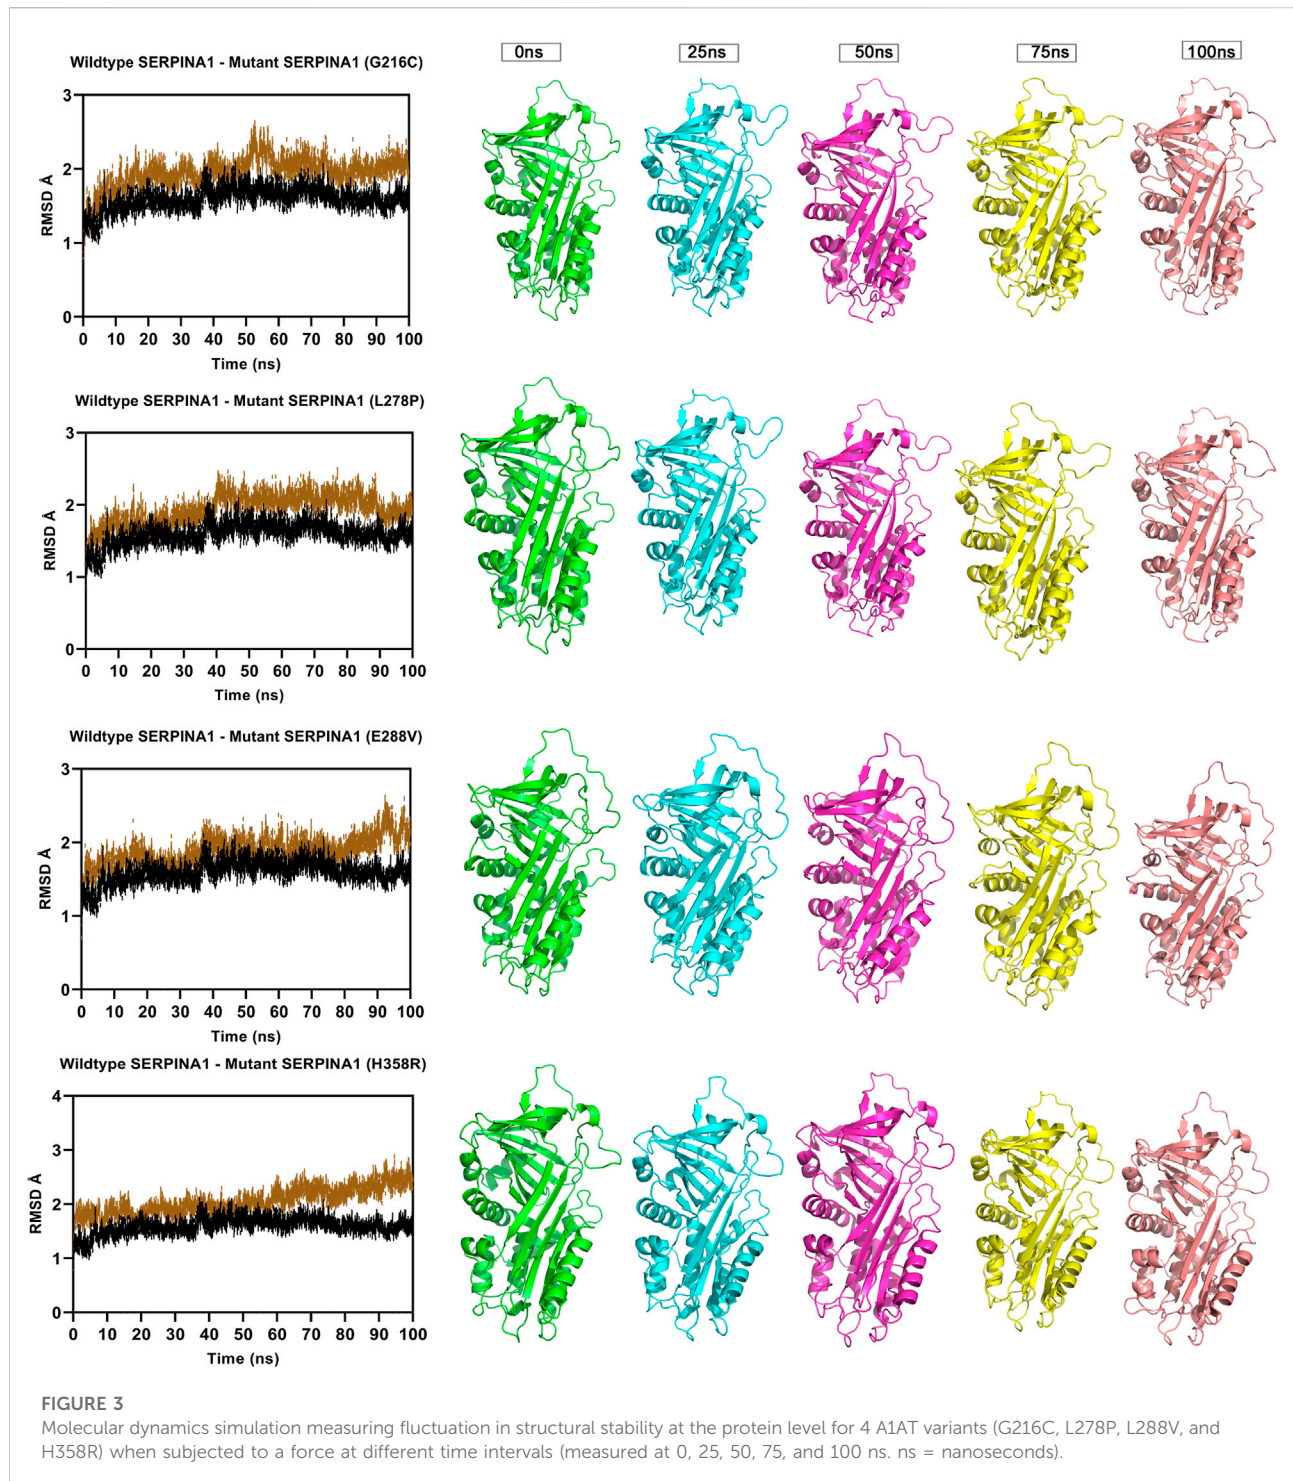 0ns 25ns 50ns 75ns 100ns
Wildtype SERPINA1 - Mutant SERPINA1 (G216C)
3
2
1
0
RMSD Å
0 10 20 30 40 50 60 70 80 90 100
Time (ns)
Wildtype SERPINA1 - Mutant SERPINA1 (L278P)
3
2
1
0
RMSD Å
0 10 20 30 40 50 60 70 80 90 100
Time (ns)
Wildtype SERPINA1 - Mutant SERPINA1 (E288V)
3
2
1
0
RMSD Å
0 10 20 30 40 50 60 70 80 90 100
Time (ns)
Wildtype SERPINA1 - Mutant SERPINA1 (H358R)
4
3
2
1
0
RMSD Å
0 10 20 30 40 50 60 70 80 90 100
Time (ns)
FIGURE 3
Molecular dynamics simulation measuring fluctuation in structural stability at the protein level for 4 A1AT variants (G216C, L278P, L288V, and
H358R) when subjected to a force at different time intervals (measured at 0, 25, 50, 75, and 100 ns. ns = nanoseconds).